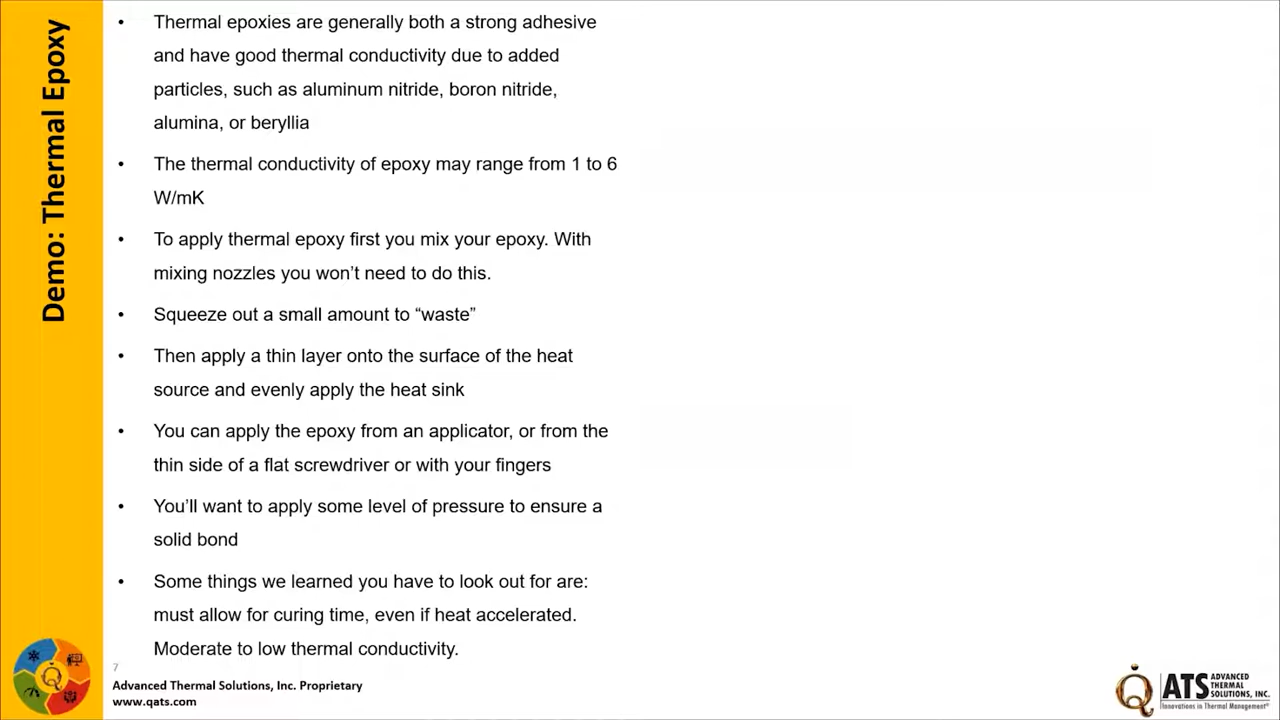 Demo: Thermal Epoxy
• Thermal epoxies are generally both a strong adhesive
and have good thermal conductivity due to added
particles, such as aluminum nitride, boron nitride,
alumina, or beryllia
• The thermal conductivity of epoxy may range from 1 to 6
W/mK
• To apply thermal epoxy first you mix your epoxy. With
mixing nozzles you won’t need to do this.
• Squeeze out a small amount to “waste”
• Then apply a thin layer onto the surface of the heat
source and evenly apply the heat sink
• You can apply the epoxy from an applicator, or from the
thin side of a flat screwdriver or with your fingers
• You’ll want to apply some level of pressure to ensure a
solid bond
• Some things we learned you have to look out for are:
must allow for curing time, even if heat accelerated.
Moderate to low thermal conductivity.
7
Advanced Thermal Solutions, Inc. Proprietary
www.qats.com
ATS
ADVANCED
THERMAL
SOLUTIONS, INC.
Innovations in Thermal Management®